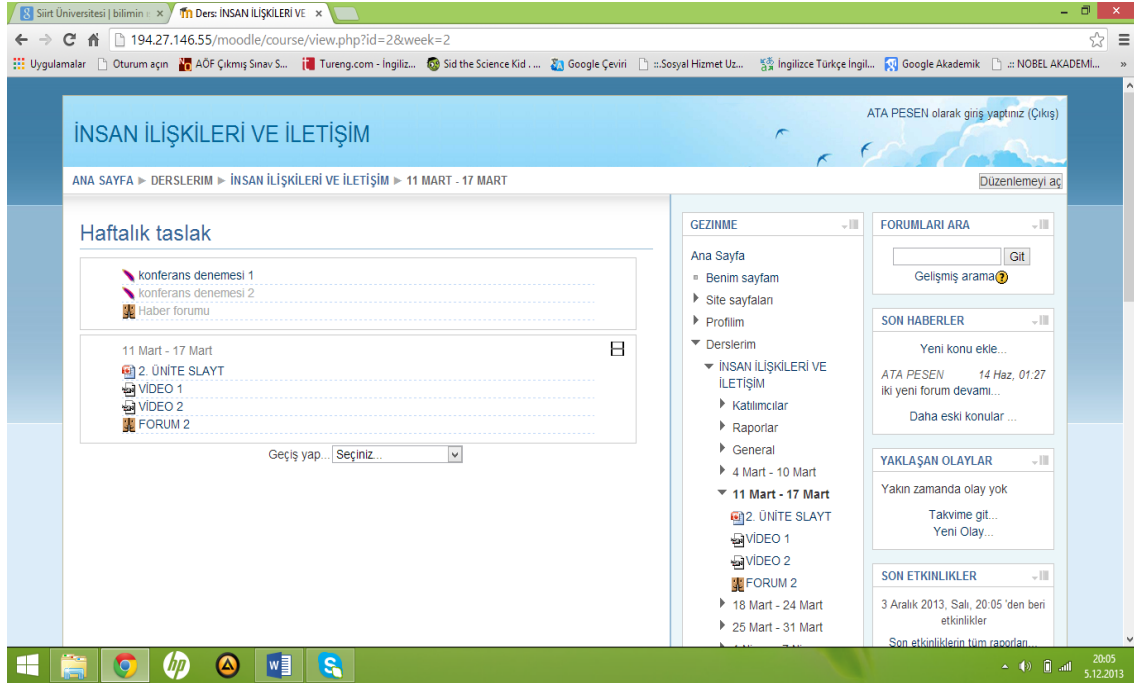 Siirt Üniversitesi | bilimin
Ders: İNSAN İLİŞKİLERİ VE
194.27.146.55/moodle/course/view.php?id=2&week=2
Uygulamalar
Oturum açın
AÖF Çıkmış Sınav S...
Tureng.com - İngiliz...
Sid the Science Kid . ...
Google Çeviri
::.Sosyal Hizmet Uz...
İngilizce Türkçe İngil...
Google Akademik
.:: NOBEL AKADEMİ...
»
ATA PESEN olarak giriş yaptınız (Çıkış)
İNSAN İLİŞKİLERİ VE İLETİŞİM
ANA SAYFA ► DERSLERIM ► İNSAN İLİŞKİLERİ VE İLETİŞİM ► 11 MART - 17 MART
Düzenlemeyi aç
Haftalık taslak
konferans denemesi 1
konferans denemesi 2
Haber forumu
11 Mart - 17 Mart
2. ÜNİTE SLAYT
VİDEO 1
VİDEO 2
FORUM 2
Geçiş yap... Seçiniz...
GEZINME
Ana Sayfa
Benim sayfam
Site sayfaları
Profilim
Derslerim
İNSAN İLİŞKİLERİ VE
İLETİŞİM
Katılımcılar
Raporlar
General
4 Mart - 10 Mart
11 Mart - 17 Mart
2. ÜNİTE SLAYT
VİDEO 1
VİDEO 2
FORUM 2
18 Mart - 24 Mart
25 Mart - 31 Mart
FORUMLARI ARA
Git
Gelişmiş arama
SON HABERLER
Yeni konu ekle...
ATA PESEN 14 Haz, 01:27
iki yeni forum devamı...
Daha eski konular ...
YAKLAŞAN OLAYLAR
Yakın zamanda olay yok
Takvime git...
Yeni Olay...
SON ETKINLIKLER
3 Aralık 2013, Salı, 20:05 'den beri
etkinlikler
Son etkinliklerin tüm raporları...
hp
20:05
5.12.2013